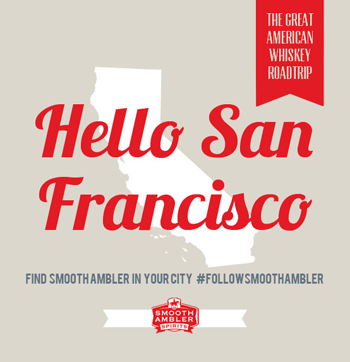 THE GREAT
AMERICAN
WHISKEY
ROADTRIP
Hello San
Francisco
FIND SMOOTH AMBLER IN YOUR CITY #FOLLOWSMOOTHAMBLER
SMOOTH
AMBLER
SPIRITS